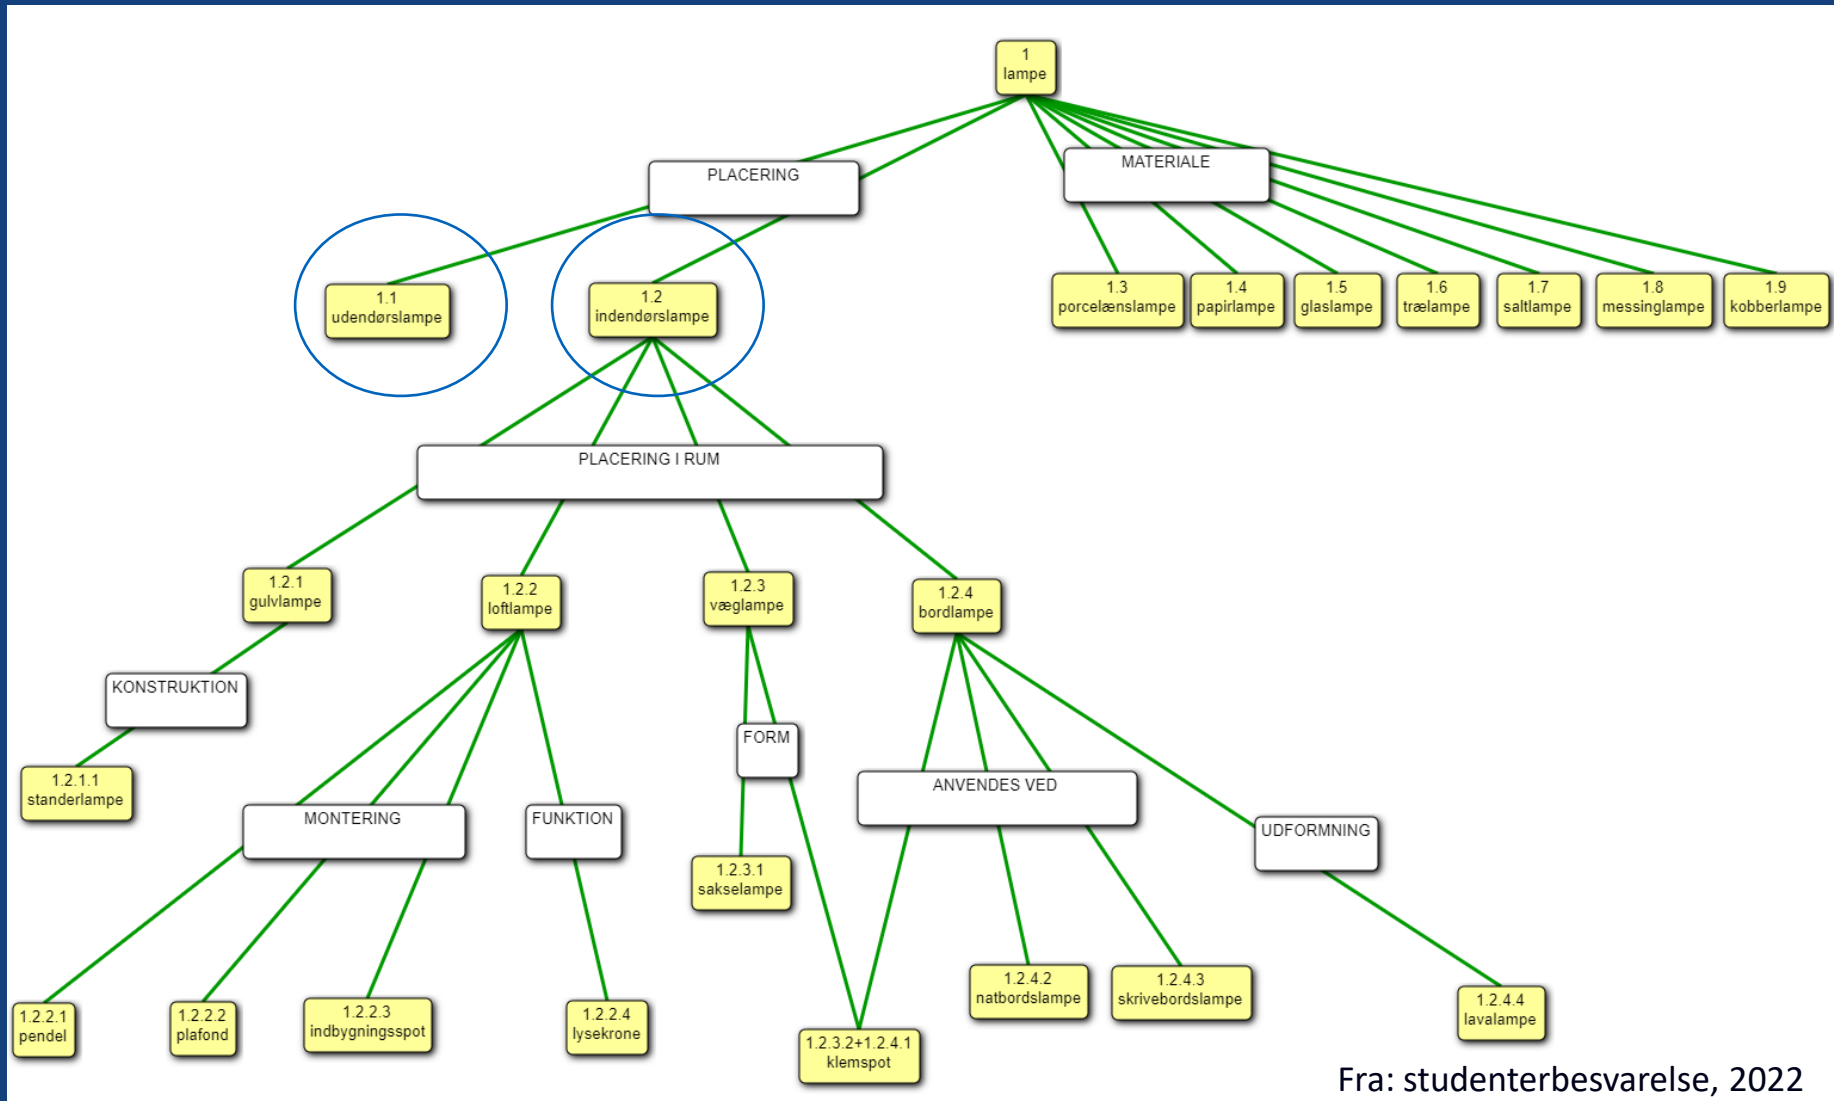 1
lampe
PLACERING
MATERIALE
1.1
udendørslampe
1.2
indendørslampe
1.3
porcelænslampe
1.4
papirlampe
1.5
glaslampe
1.6
trælampe
1.7
saltlampe
1.8
messinglampe
1.9
kobberlampe
PLACERING I RUM
1.2.1
gulvlampe
1.2.2
loftlampe
1.2.3
væglampe
1.2.4
bordlampe
KONSTRUKTION
1.2.1.1
standerlampe
MONTERING
FUNKTION
FORM
ANVENDES VED
UDFORMNING
1.2.3.1
sakselampe
1.2.2.1
pendel
1.2.2.2
plafond
1.2.2.3
indbygningsspot
1.2.2.4
lysekrone
1.2.3.2+1.2.4.1
klemspot
1.2.4.2
natbordslampe
1.2.4.3
skrivebordslampe
1.2.4.4
lavalampe
Fra: studenterbesvarelse, 2022